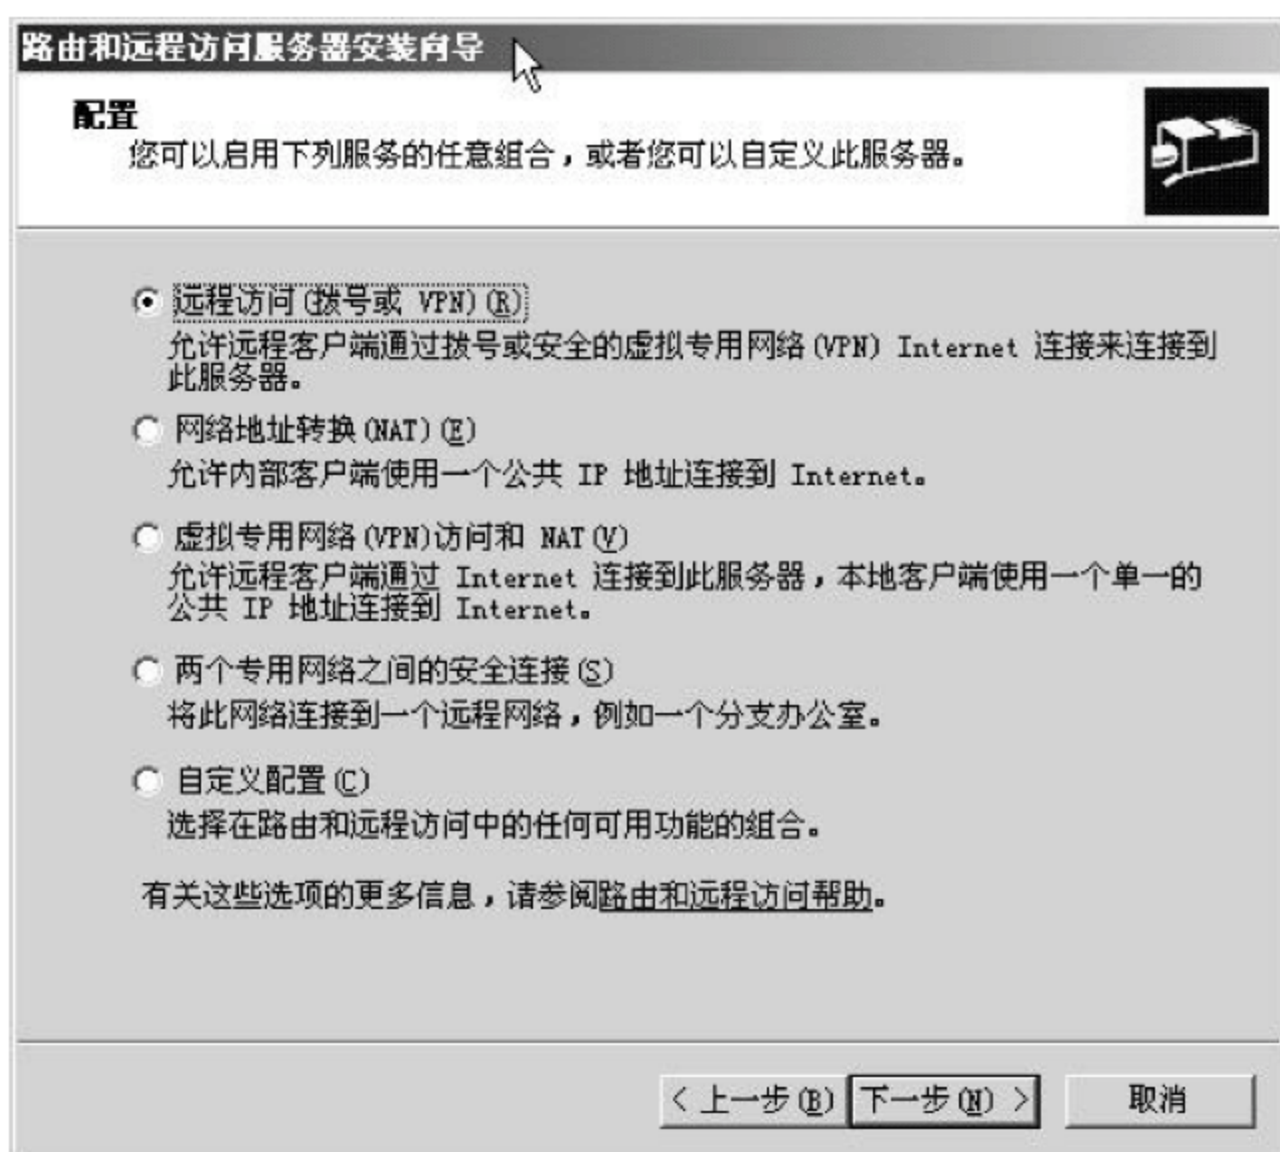 路由和远程访问服务器安装向导
配置
您可以启用下列服务的任意组合，或者您可以自定义此服务器。
远程访问(拨号或 VPN)(R)
允许远程客户端通过拨号或安全的虚拟专用网络(VPN) Internet 连接来连接到
此服务器。
网络地址转换(NAT)(E)
允许内部客户端使用一个公共 IP 地址连接到 Internet。
虚拟专用网络(VPN)访问和 NAT(V)
允许远程客户端通过 Internet 连接到此服务器，本地客户端使用一个单一的
公共 IP 地址连接到 Internet。
两个专用网络之间的安全连接(S)
将此网络连接到一个远程网络，例如一个分支办公室。
自定义配置(C)
选择在路由和远程访问中的任何可用功能的组合。
有关这些选项的更多信息，请参阅路由和远程访问帮助。
< 上一步(B) 下一步(N) > 取消